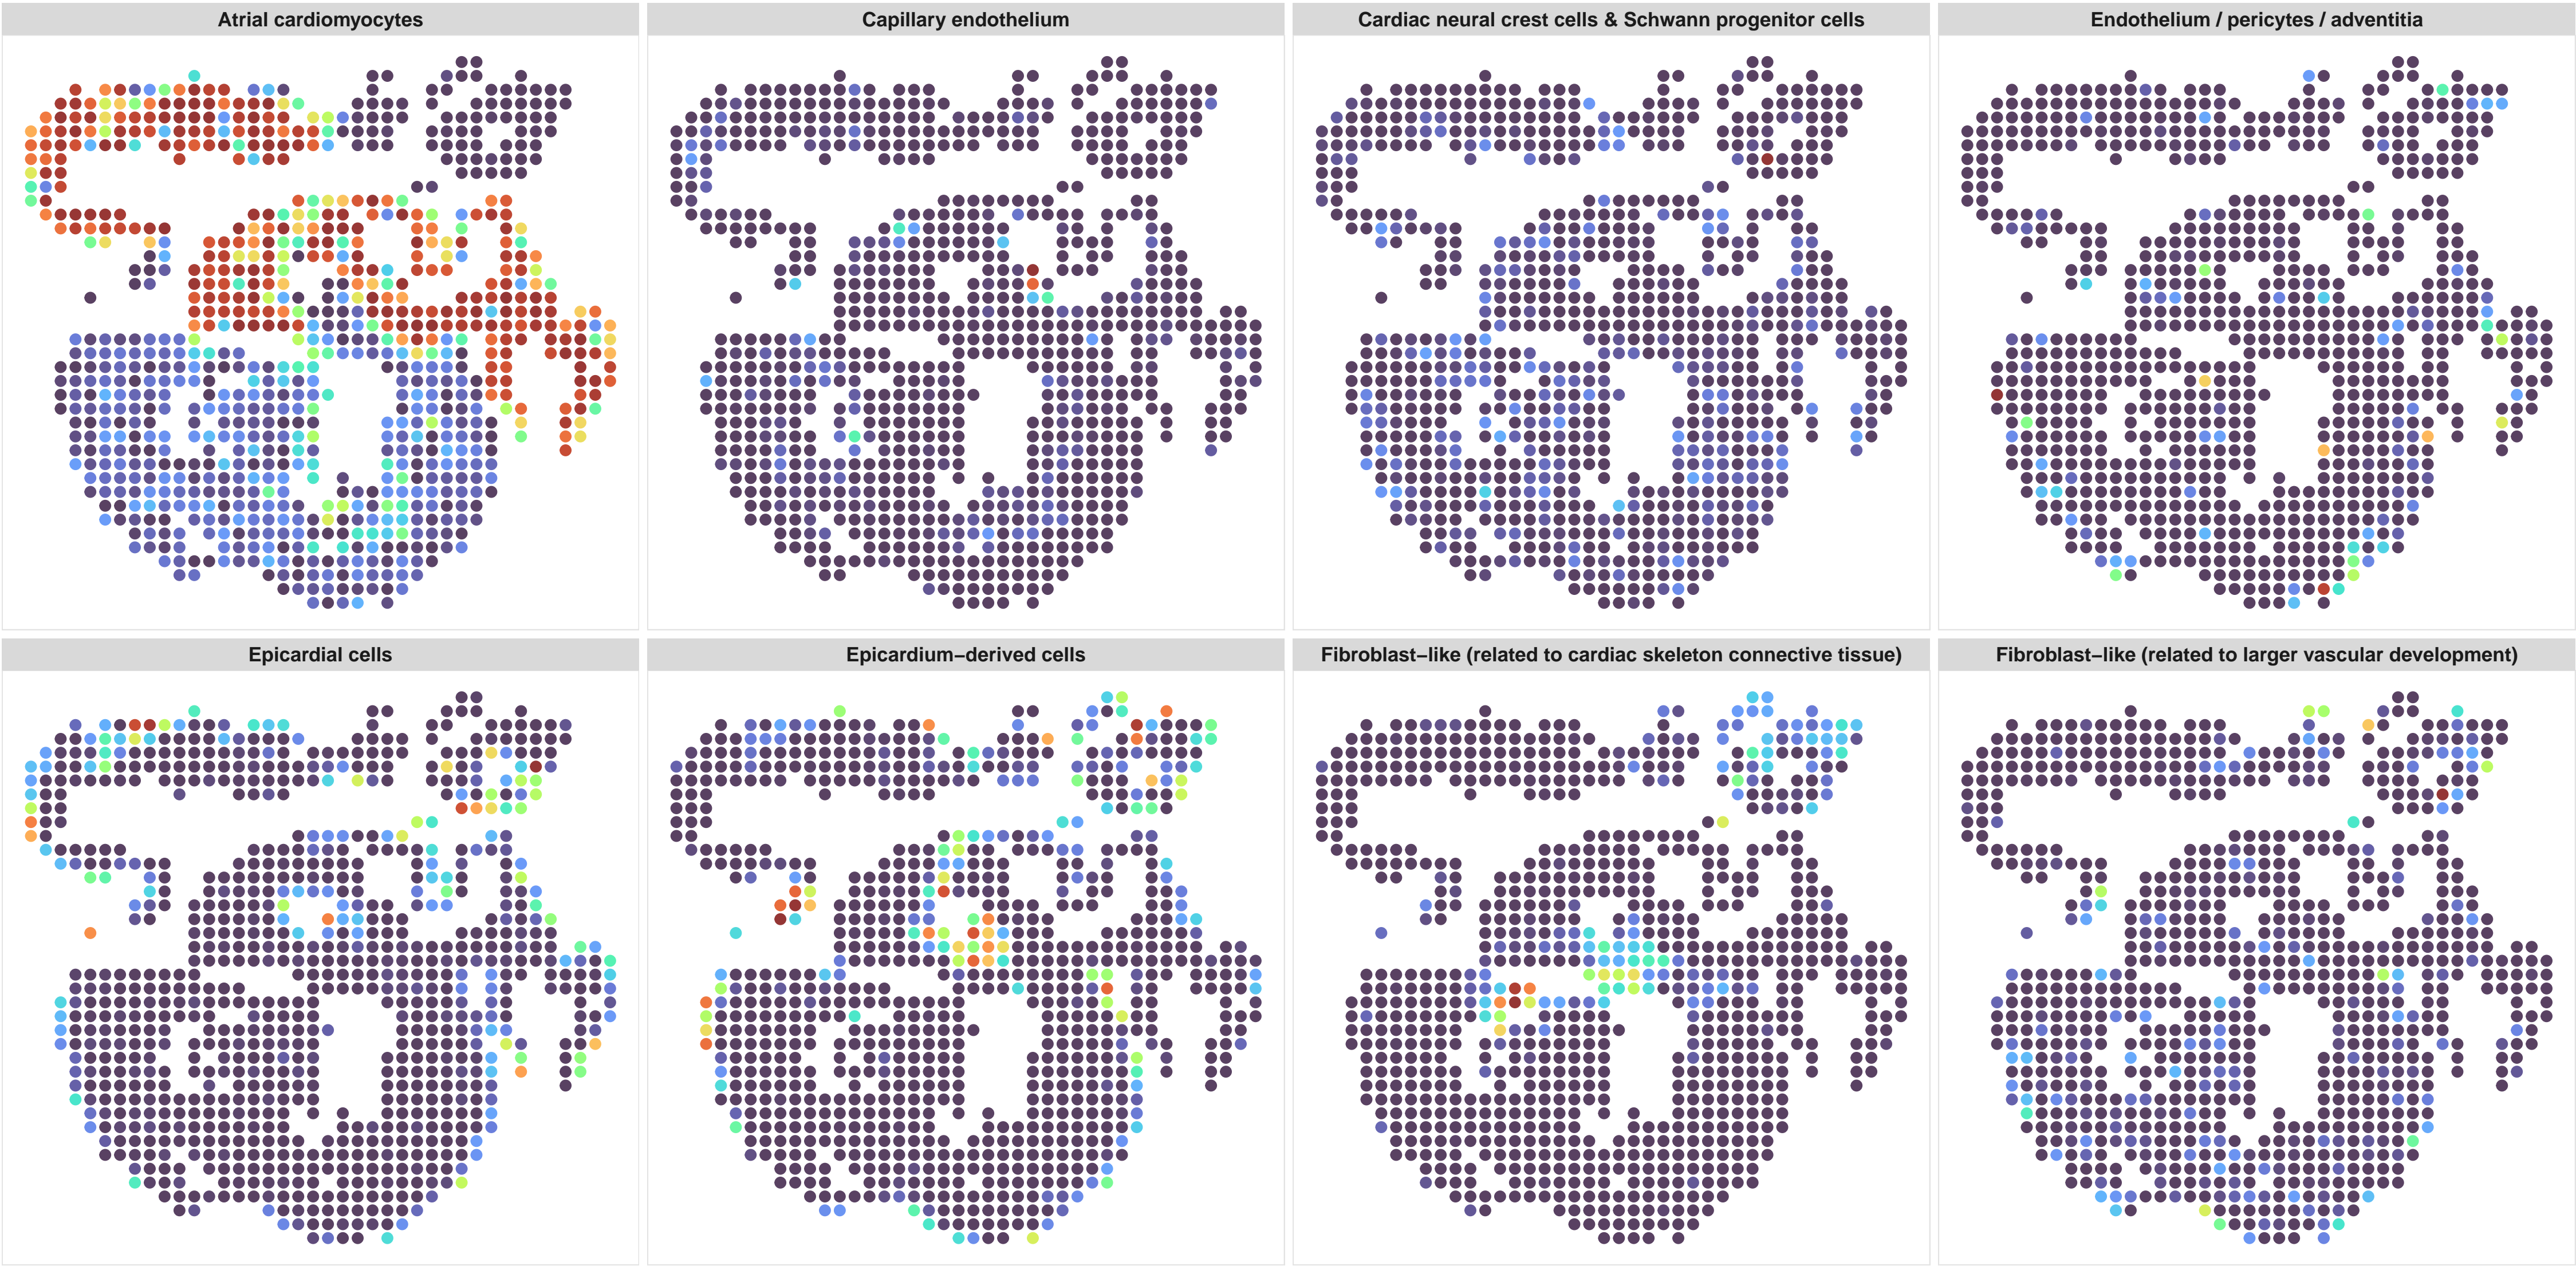 Atrial cardiomyocytes
Capillary endothelium
Cardiac neural crest cells & Schwann progenitor cells
Endothelium / pericytes / adventitia
Epicardial cells
Epicardium−derived cells
Fibroblast−like (related to cardiac skeleton connective tissue)
Fibroblast−like (related to larger vascular development)